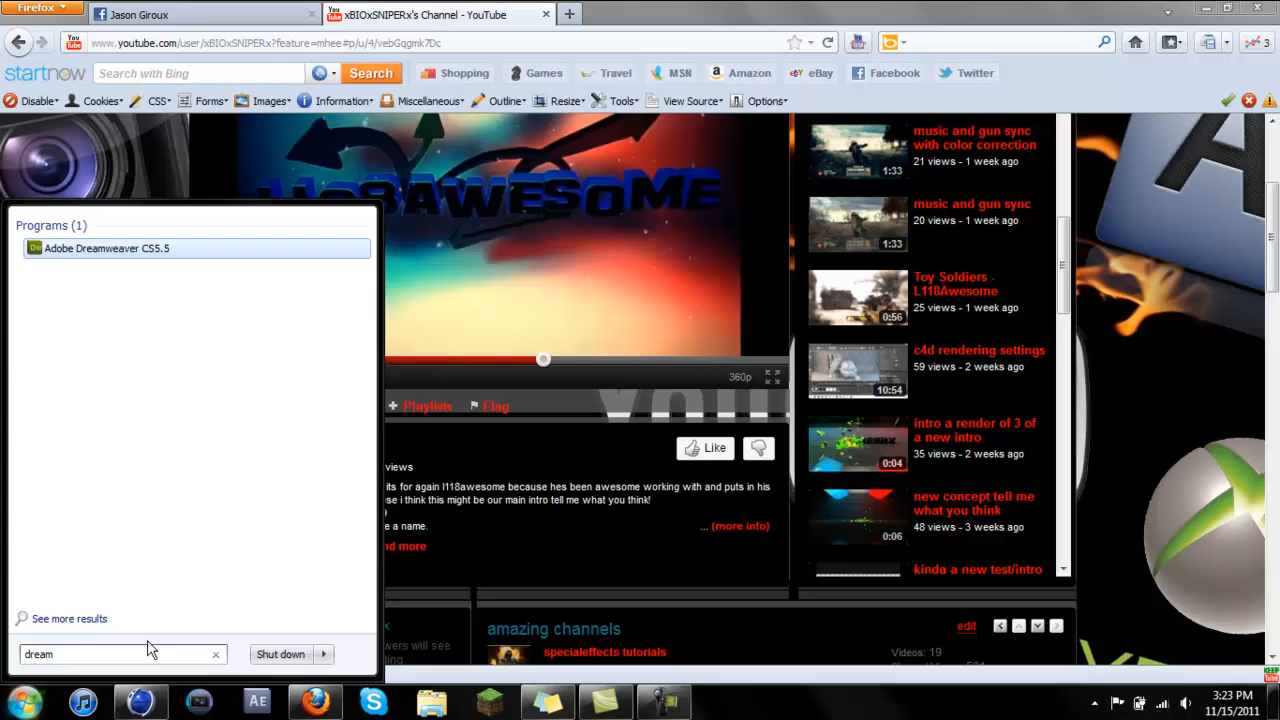 Firefox
Jason Giroux
xBIOxSNIPERx's Channel - YouTube
www.youtube.com/user/xBIOxSNIPERx?feature=mhee#p/u/4/vebGqgmk7Dc
3
startnow
Search with Bing
Search
Shopping
Games
Travel
MSN
Amazon
eBay
Facebook
Twitter
Disable
Cookies
CSS
Forms
Images
Information
Miscellaneous
Outline
Resize
Tools
View Source
Options
music and gun sync
with color correction
21 views - 1 week ago
1:33
music and gun sync
20 views - 1 week ago
1:33
Toy Soldiers -
L118Awesome
25 views - 1 week ago
0:56
c4d rendering settings
59 views - 2 weeks ago
10:54
intro a render of 3 of
a new intro
35 views - 2 weeks ago
0:04
new concept tell me
what you think
48 views - 3 weeks ago
0:06
kinda a new test/intro
Programs (1)
Adobe Dreamweaver CS5.5
See more results
dream
Shut down
360p
Playlists
Flag
Like
views
its for again l118awesome because hes been awesome working with and puts in his
se i think this might be our main intro tell me what you think!
)
e a name.
... (more info)
nd more
x
wers will see
amazing channels
edit
specialeffects tutorials
Videos: 19
3:23 PM
11/15/2011